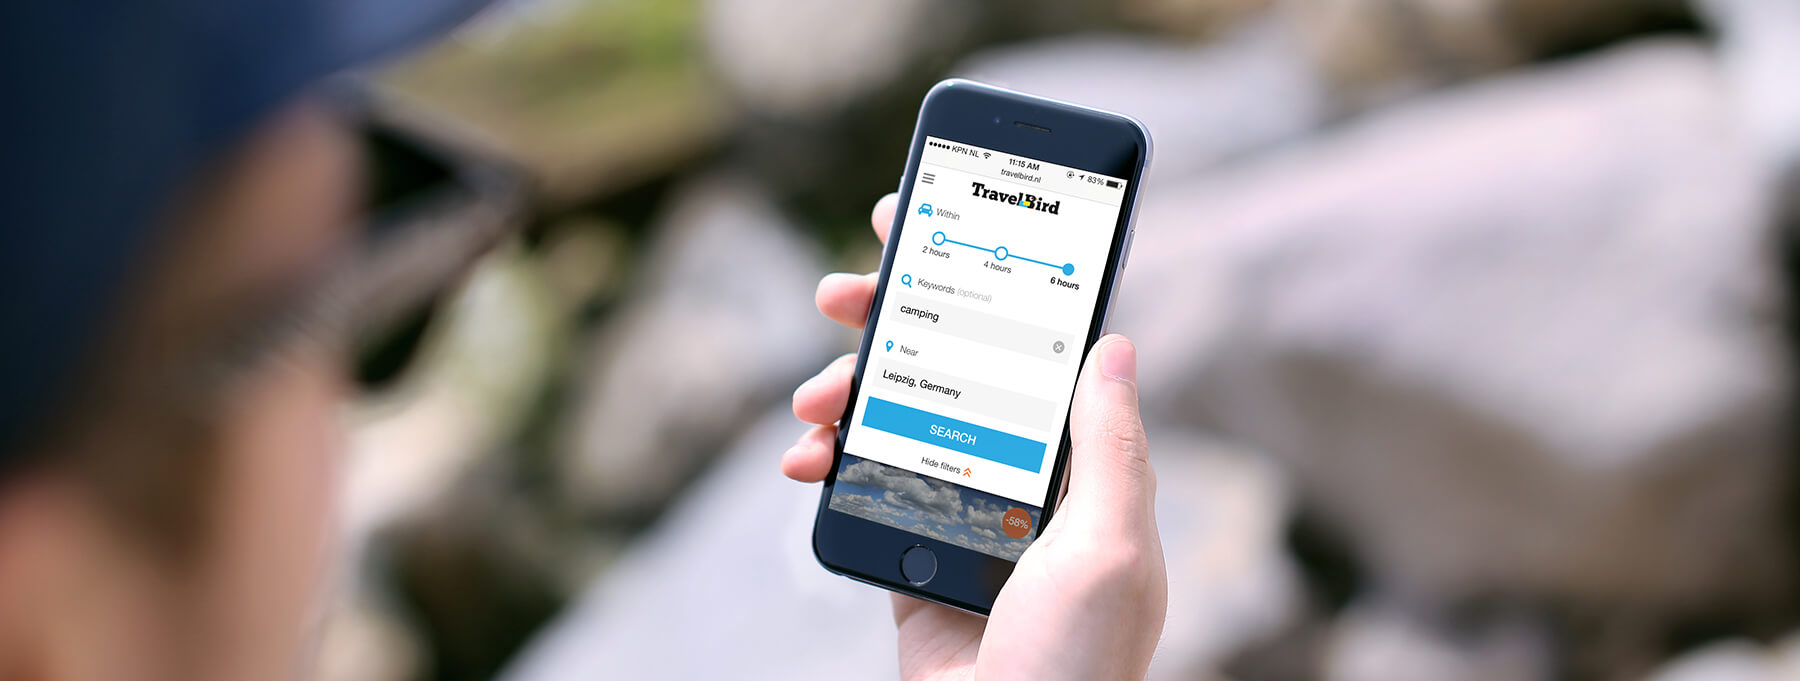 KPN NL 11:15 AM 83%
travelbird.nl
TravelBird
Within
2 hours 4 hours 6 hours
Keywords (optional)
camping
Near
Leipzig, Germany
SEARCH
Hide filters
-58%